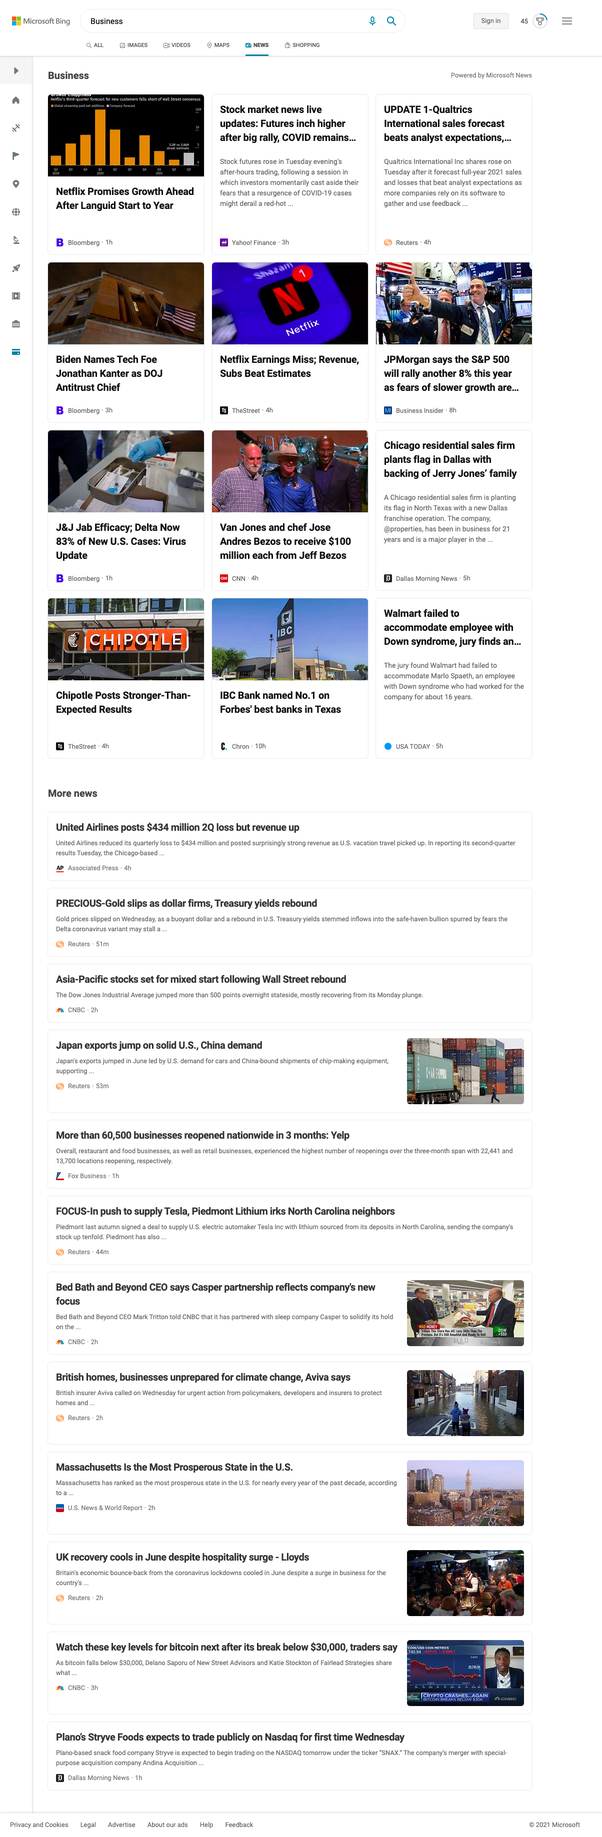 Microsoft Bing
Business
Sign in
45
ALL
IMAGES
VIDEOS
MAPS
NEWS
SHOPPING
Business
Powered by Microsoft News
Netflix's third-quarter forecast for new customers falls short of Wall Street consensus
Netflix Promises Growth Ahead
After Languid Start to Year
Bloomberg · 1h
Stock market news live
updates: Futures inch higher
after big rally, COVID remains...
Stock futures rose in Tuesday evening's
after-hours trading, following a session in
which investors momentarily cast aside their
fears that a resurgence of COVID-19 cases
might derail a red-hot ...
Yahoo! Finance · 3h
UPDATE 1-Qualtrics
International sales forecast
beats analyst expectations,...
Qualtrics International Inc shares rose on
Tuesday after it forecast full-year 2021 sales
and losses that beat analyst expectations as
more companies rely on its software to
gather and use feedback ...
Reuters · 4h
Biden Names Tech Foe
Jonathan Kanter as DOJ
Antitrust Chief
Bloomberg · 3h
Shazam
1
N
Netflix
Netflix Earnings Miss; Revenue,
Subs Beat Estimates
TheStreet · 4h
JPMorgan says the S&P 500
will rally another 8% this year
as fears of slower growth are...
Business Insider · 8h
J&J Jab Efficacy; Delta Now
83% of New U.S. Cases: Virus
Update
Bloomberg · 1h
Van Jones and chef Jose
Andres Bezos to receive $100
million each from Jeff Bezos
CNN · 4h
Chicago residential sales firm
plants flag in Dallas with
backing of Jerry Jones' family
A Chicago residential sales firm is planting
its flag in North Texas with a new Dallas
franchise operation. The company,
@properties, has been in business for 21
years and is a major player in the ...
Dallas Morning News · 5h
CHIPOTLE
Chipotle Posts Stronger-Than-
Expected Results
TheStreet · 4h
IBC
BANK
IBC Bank named No.1 on
Forbes' best banks in Texas
Chron · 10h
Walmart failed to
accommodate employee with
Down syndrome, jury finds an...
The jury found Walmart had failed to
accommodate Marlo Spaeth, an employee
with Down syndrome who had worked for the
company for about 16 years.
USA TODAY · 5h
More news
United Airlines posts $434 million 2Q loss but revenue up
United Airlines reduced its quarterly loss to $434 million and posted surprisingly strong revenue as U.S. vacation travel picked up. In reporting its second-quarter
results Tuesday, the Chicago-based ...
AP Associated Press · 4h
PRECIOUS-Gold slips as dollar firms, Treasury yields rebound
Gold prices slipped on Wednesday, as a buoyant dollar and a rebound in U.S. Treasury yields stemmed inflows into the safe-haven bullion spurred by fears the
Delta coronavirus variant may stall a ...
Reuters · 51m
Asia-Pacific stocks set for mixed start following Wall Street rebound
The Dow Jones Industrial Average jumped more than 500 points overnight stateside, mostly recovering from its Monday plunge.
CNBC · 2h
Japan exports jump on solid U.S., China demand
Japan's exports jumped in June led by U.S. demand for cars and China-bound shipments of chip-making equipment,
supporting ...
Reuters · 53m
More than 60,500 businesses reopened nationwide in 3 months: Yelp
Overall, restaurant and food businesses, as well as retail businesses, experienced the highest number of reopenings over the three-month span with 22,441 and
13,700 locations reopening, respectively.
Fox Business · 1h
FOCUS-In push to supply Tesla, Piedmont Lithium irks North Carolina neighbors
Piedmont last autumn signed a deal to supply U.S. electric automaker Tesla Inc with lithium sourced from its deposits in North Carolina, sending the company's
stock up tenfold. Piedmont has also ...
Reuters · 44m
Bed Bath and Beyond CEO says Casper partnership reflects company's new
focus
Bed Bath and Beyond CEO Mark Tritton told CNBC that it has partnered with sleep company Casper to solidify its hold
on the ...
CNBC · 2h
British homes, businesses unprepared for climate change, Aviva says
British insurer Aviva called on Wednesday for urgent action from policymakers, developers and insurers to protect
homes and ...
Reuters · 2h
Massachusetts Is the Most Prosperous State in the U.S.
Massachusetts has ranked as the most prosperous state in the U.S. for nearly every year of the past decade, according
to a ...
U.S. News & World Report · 2h
UK recovery cools in June despite hospitality surge - Lloyds
Britain's economic bounce-back from the coronavirus lockdowns cooled in June despite a surge in business for the
country's ...
Reuters · 2h
Watch these key levels for bitcoin next after its break below $30,000, traders say
As bitcoin falls below $30,000, Delano Saporu of New Street Advisors and Katie Stockton of Fairlead Strategies share
what ...
CNBC · 3h
CRYPTO CRASHES...AGAIN
BITCOIN BREAKS BELOW $30K
Plano's Stryve Foods expects to trade publicly on Nasdaq for first time Wednesday
Plano-based snack food company Stryve is expected to begin trading on the NASDAQ tomorrow under the ticker "SNAX." The company's merger with special-
purpose acquisition company Andina Acquisition ...
Dallas Morning News · 1h
Privacy and Cookies
Legal
Advertise
About our ads
Help
Feedback
© 2021 Microsoft